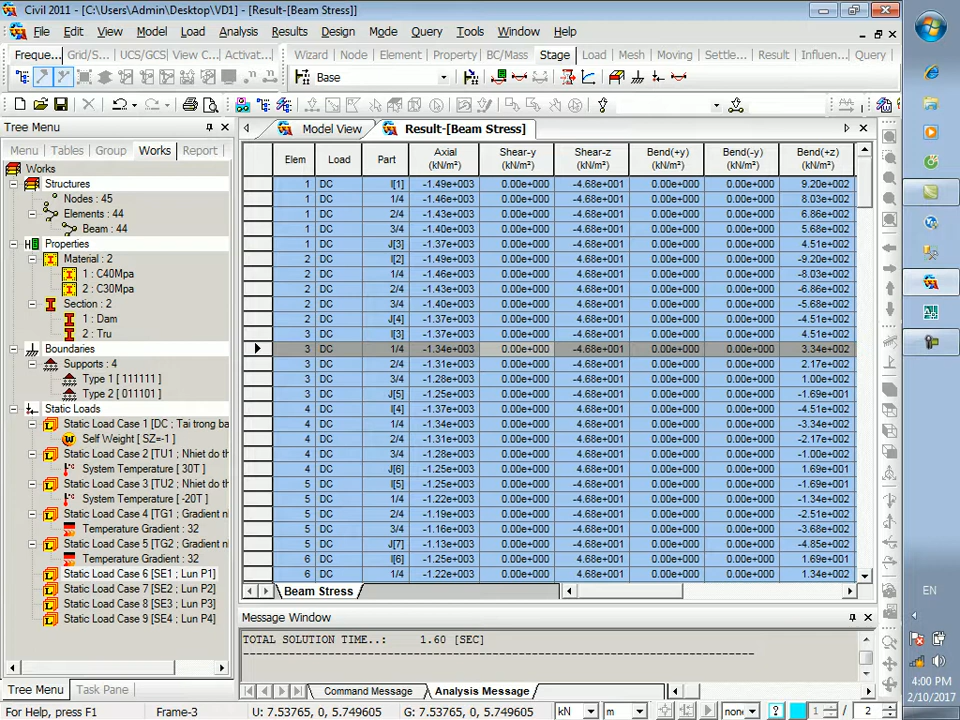 Civil 2011 - [C:\Users\Admin\Desktop\VD1] - [Result-[Beam Stress]]
File Edit View Model Load Analysis Results Design Mode Query Tools Window Help
Freque... Grid/S... UCS/GCS View C... Activat... Wizard Node Element Property BC/Mass Stage Load Mesh Moving Settle... Result Influen... Query
Base
Tree Menu
Menu Tables Group Works Report
Works
Structures
Nodes : 45
Elements : 44
Beam : 44
Properties
Material : 2
1 : C40Mpa
2 : C30Mpa
Section : 2
1 : Dam
2 : Tru
Boundaries
Supports : 4
Type 1 [ 111111 ]
Type 2 [ 011101 ]
Static Loads
Static Load Case 1 [DC ; Tai trong ba
Self Weight [ SZ=-1 ]
Static Load Case 2 [TU1 ; Nhiet do th
System Temperature [ 30T ]
Static Load Case 3 [TU2 ; Nhiet do th
System Temperature [ -20T ]
Static Load Case 4 [TG1 ; Gradient n
Temperature Gradient : 32
Static Load Case 5 [TG2 ; Gradient n
Temperature Gradient : 32
Static Load Case 6 [SE1 ; Lun P1]
Static Load Case 7 [SE2 ; Lun P2]
Static Load Case 8 [SE3 ; Lun P3]
Static Load Case 9 [SE4 ; Lun P4]
Tree Menu Task Pane
Model View Result-[Beam Stress]
Elem Load Part Axial (kN/m²) Shear-y (kN/m²) Shear-z (kN/m²) Bend(+y) (kN/m²) Bend(-y) (kN/m²) Bend(+z) (kN/m²)
1 DC I[1] -1.49e+003 0.00e+000 -4.68e+001 0.00e+000 0.00e+000 9.20e+002
1 DC 1/4 -1.46e+003 0.00e+000 -4.68e+001 0.00e+000 0.00e+000 8.03e+002
1 DC 2/4 -1.43e+003 0.00e+000 -4.68e+001 0.00e+000 0.00e+000 6.86e+002
1 DC 3/4 -1.40e+003 0.00e+000 -4.68e+001 0.00e+000 0.00e+000 5.68e+002
1 DC J[3] -1.37e+003 0.00e+000 -4.68e+001 0.00e+000 0.00e+000 4.51e+002
2 DC I[2] -1.49e+003 0.00e+000 4.68e+001 0.00e+000 0.00e+000 -9.20e+002
2 DC 1/4 -1.46e+003 0.00e+000 4.68e+001 0.00e+000 0.00e+000 -8.03e+002
2 DC 2/4 -1.43e+003 0.00e+000 4.68e+001 0.00e+000 0.00e+000 -6.86e+002
2 DC 3/4 -1.40e+003 0.00e+000 4.68e+001 0.00e+000 0.00e+000 -5.68e+002
2 DC J[4] -1.37e+003 0.00e+000 4.68e+001 0.00e+000 0.00e+000 -4.51e+002
3 DC I[3] -1.37e+003 0.00e+000 -4.68e+001 0.00e+000 0.00e+000 4.51e+002
3 DC 1/4 -1.34e+003 0.00e+000 -4.68e+001 0.00e+000 0.00e+000 3.34e+002
3 DC 2/4 -1.31e+003 0.00e+000 -4.68e+001 0.00e+000 0.00e+000 2.17e+002
3 DC 3/4 -1.28e+003 0.00e+000 -4.68e+001 0.00e+000 0.00e+000 1.00e+002
3 DC J[5] -1.25e+003 0.00e+000 -4.68e+001 0.00e+000 0.00e+000 -1.69e+001
4 DC I[4] -1.37e+003 0.00e+000 4.68e+001 0.00e+000 0.00e+000 -4.51e+002
4 DC 1/4 -1.34e+003 0.00e+000 4.68e+001 0.00e+000 0.00e+000 -3.34e+002
4 DC 2/4 -1.31e+003 0.00e+000 4.68e+001 0.00e+000 0.00e+000 -2.17e+002
4 DC 3/4 -1.28e+003 0.00e+000 4.68e+001 0.00e+000 0.00e+000 -1.00e+002
4 DC J[6] -1.25e+003 0.00e+000 4.68e+001 0.00e+000 0.00e+000 1.69e+001
5 DC I[5] -1.25e+003 0.00e+000 -4.68e+001 0.00e+000 0.00e+000 -1.69e+001
5 DC 1/4 -1.22e+003 0.00e+000 -4.68e+001 0.00e+000 0.00e+000 -1.34e+002
5 DC 2/4 -1.19e+003 0.00e+000 -4.68e+001 0.00e+000 0.00e+000 -2.51e+002
5 DC 3/4 -1.16e+003 0.00e+000 -4.68e+001 0.00e+000 0.00e+000 -3.68e+002
5 DC J[7] -1.13e+003 0.00e+000 -4.68e+001 0.00e+000 0.00e+000 -4.85e+002
6 DC I[6] -1.25e+003 0.00e+000 4.68e+001 0.00e+000 0.00e+000 1.69e+001
6 DC 1/4 -1.22e+003 0.00e+000 4.68e+001 0.00e+000 0.00e+000 1.34e+002
Beam Stress
Message Window
TOTAL SOLUTION TIME..: 1.60 [SEC]
Command Message Analysis Message
For Help, press F1 Frame-3 U: 7.53765, 0, 5.749605 G: 7.53765, 0, 5.749605 kN m none 1 / 2
EN
4:00 PM
2/10/2017